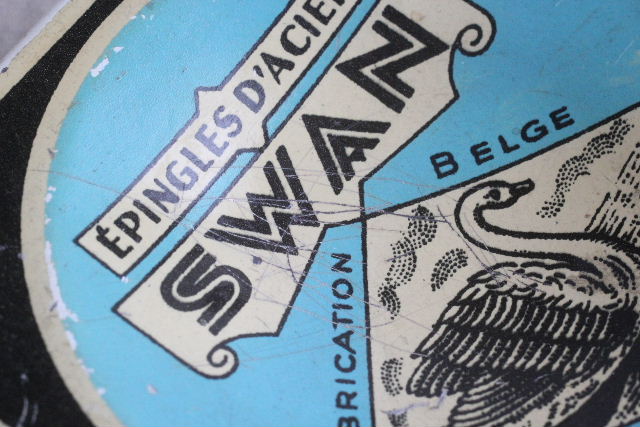 ÉPINGLES D'ACIER
SWAN
BRICATION
BELGE